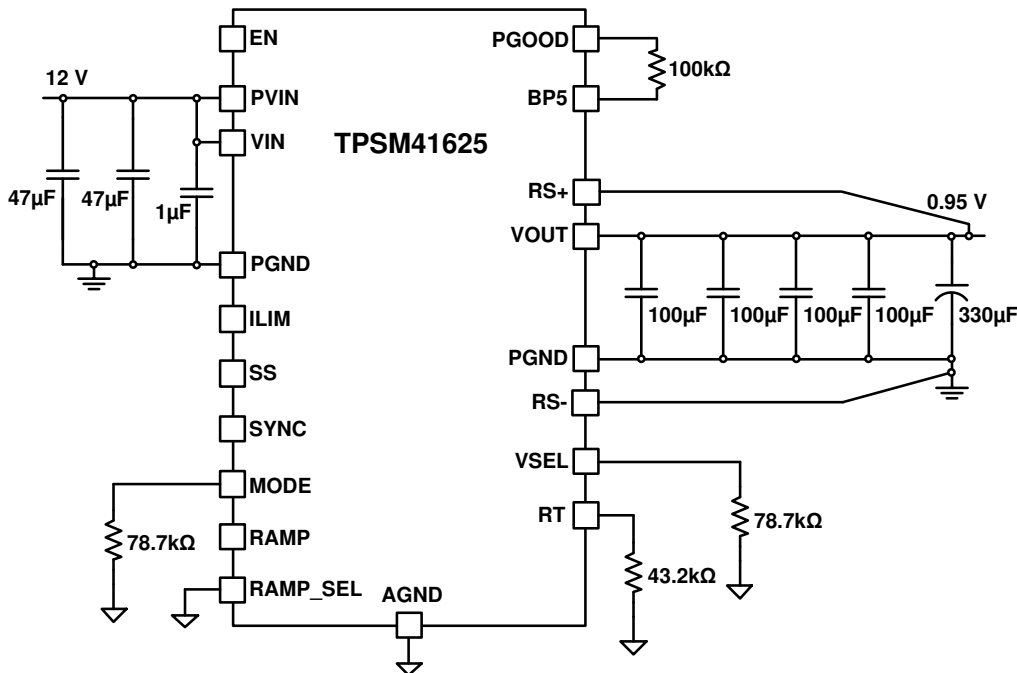 EN
PGOOD
100kΩ
12 V
PVIN
BP5
VIN
TPSM41625
47µF
47µF
1µF
RS+
0.95 V
VOUT
PGND
100µF
100µF
100µF
100µF
330µF
ILIM
PGND
SS
RS-
SYNC
VSEL
MODE
RT
78.7kΩ
78.7kΩ
RAMP
43.2kΩ
RAMP_SEL
AGND